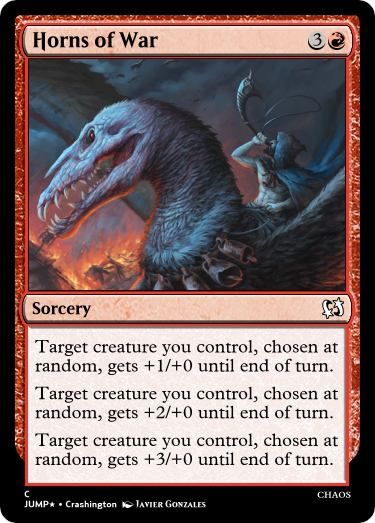 Horns of War 3
Sorcery
Target creature you control, chosen at
random, gets +1/+0 until end of turn.
Target creature you control, chosen at
random, gets +2/+0 until end of turn.
Target creature you control, chosen at
random, gets +3/+0 until end of turn.
C
JUMP★ • Crashington Javier Gonzales
CHAOS